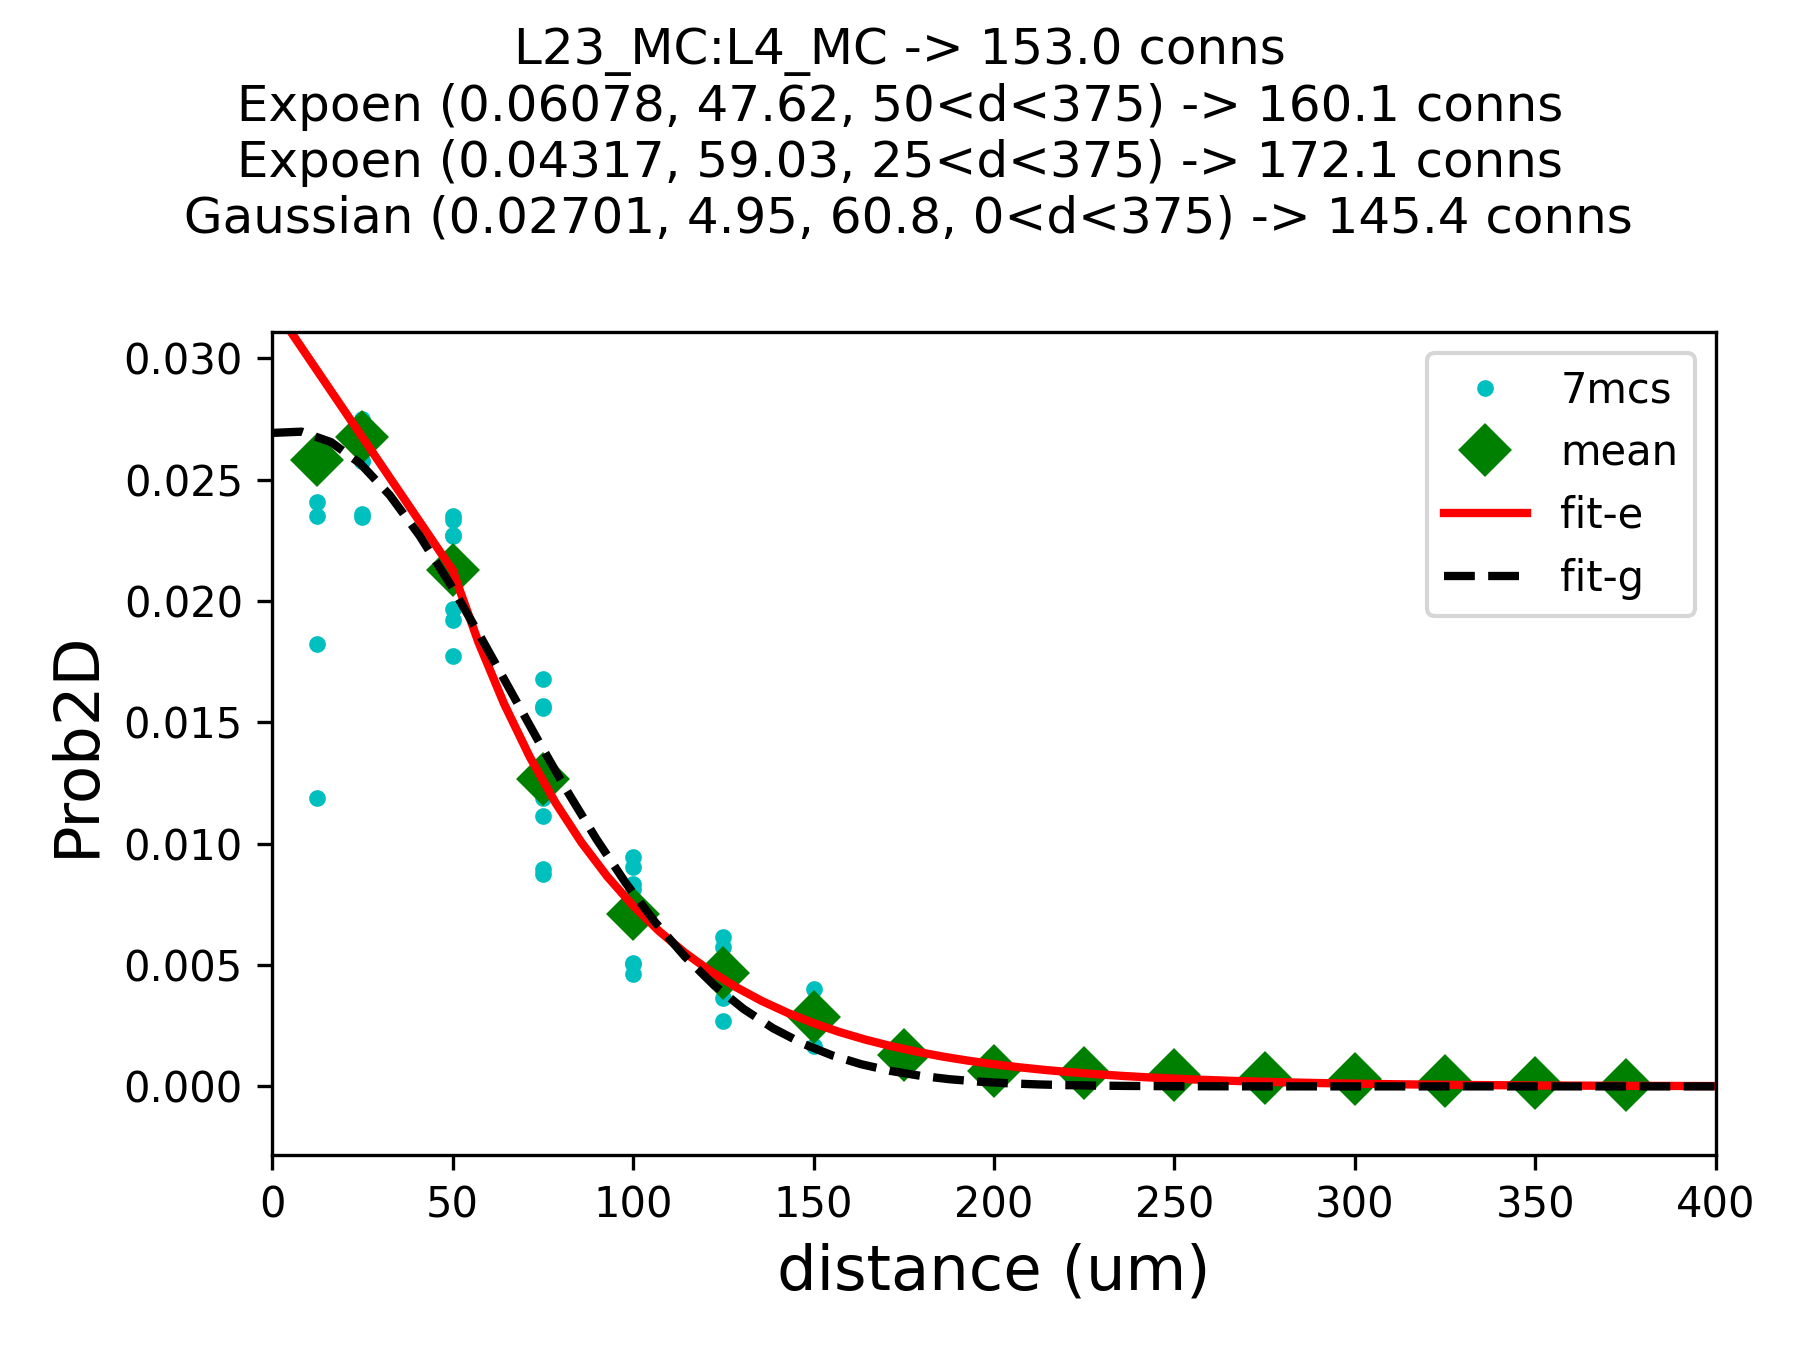 L23_MC:L4_MC -> 153.0 conns
Expoen (0.06078, 47.62, 50<d<375) -> 160.1 conns
Expoen (0.04317, 59.03, 25<d<375) -> 172.1 conns
Gaussian (0.02701, 4.95, 60.8, 0<d<375) -> 145.4 conns
7mcs
mean
fit-e
fit-g
Prob2D
0.030
0.025
0.020
0.015
0.010
0.005
0.000
0 50 100 150 200 250 300 350 400
distance (um)